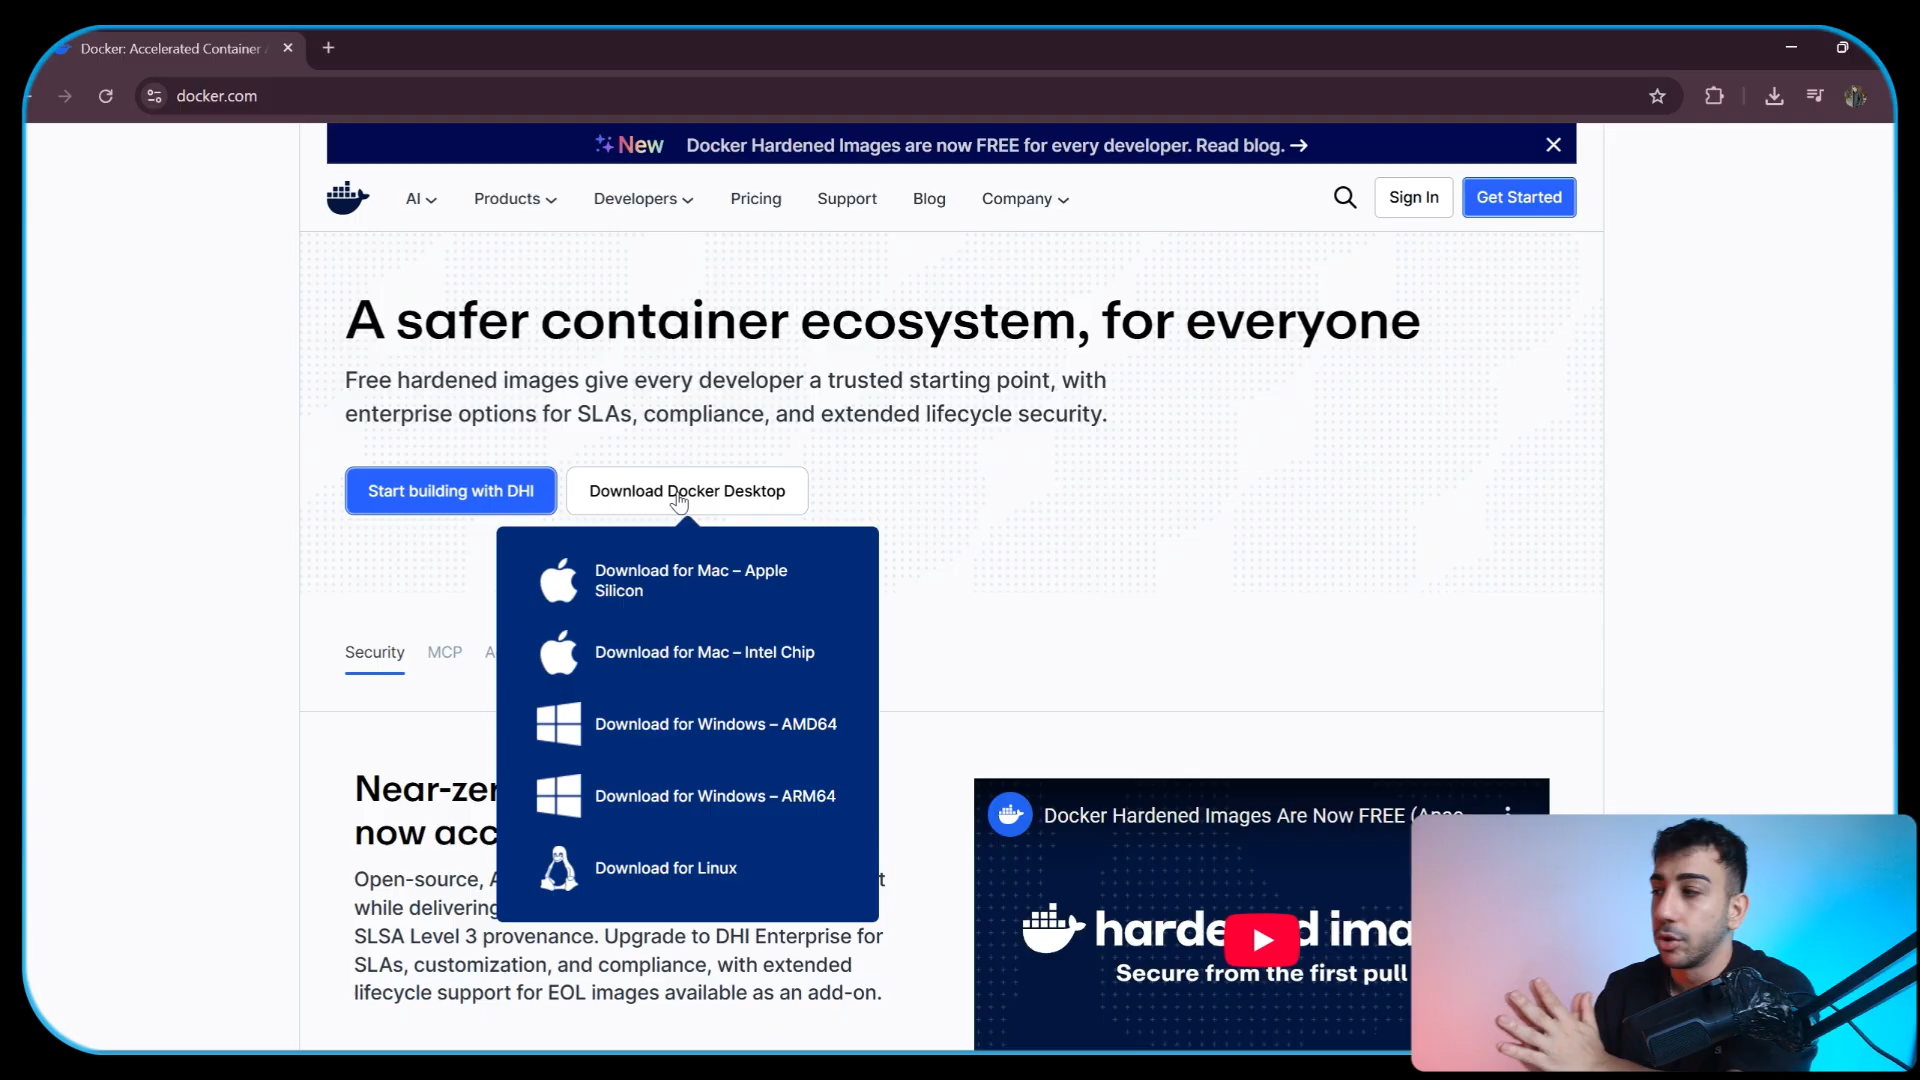 Docker: Accelerated Container
docker.com
New Docker Hardened Images are now FREE for every developer. Read blog. →
AI Products Developers Pricing Support Blog Company Sign In Get Started
A safer container ecosystem, for everyone
Free hardened images give every developer a trusted starting point, with
enterprise options for SLAs, compliance, and extended lifecycle security.
Start building with DHI Download Docker Desktop
Download for Mac – Apple
Silicon
Security MCP
Download for Mac – Intel Chip
Download for Windows – AMD64
Download for Windows – ARM64
Download for Linux
Near-zer
now acc
Open-source, A
while delivering
SLSA Level 3 provenance. Upgrade to DHI Enterprise for
SLAs, customization, and compliance, with extended
lifecycle support for EOL images available as an add-on.
Docker Hardened Images Are Now FREE
hardened ima
Secure from the first pull